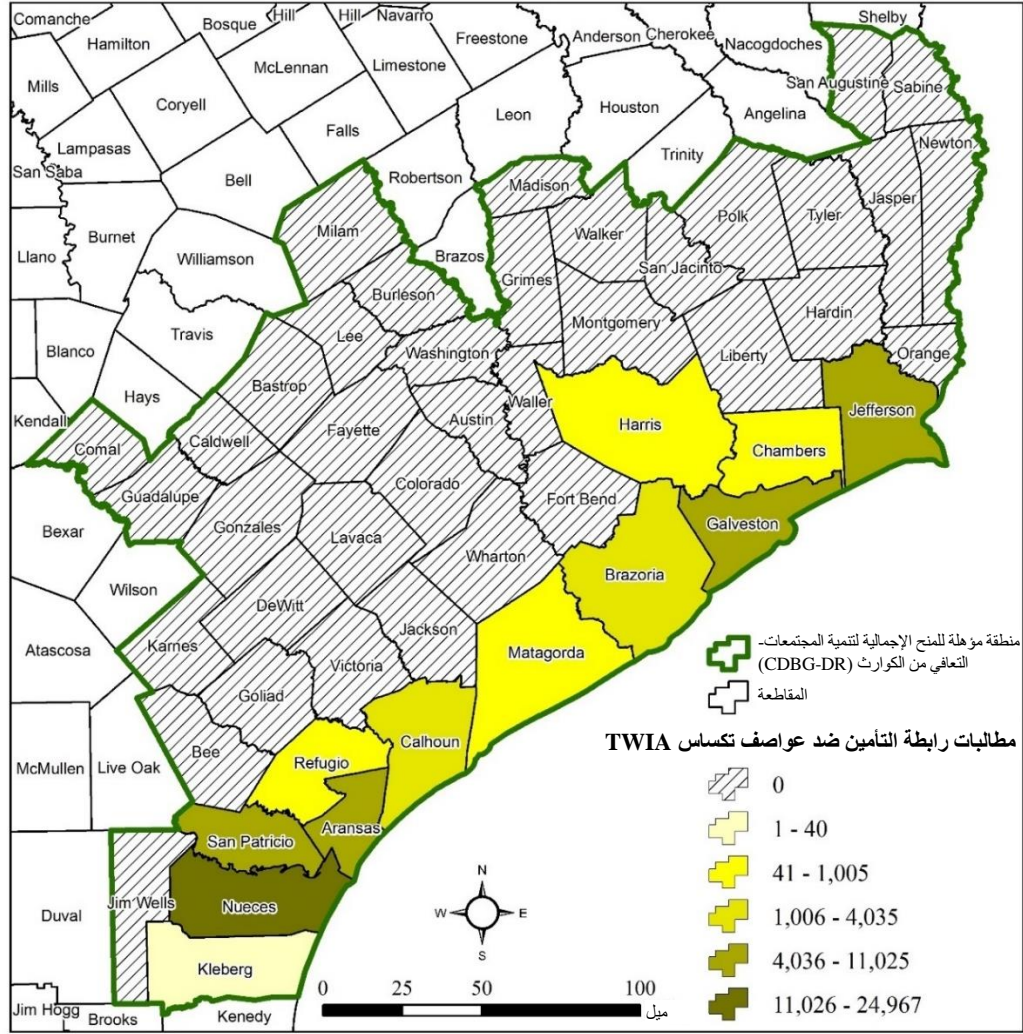 Shelby
Comanche
Bosque
Hill
Hill
Navarro
Hamilton
Freestone
Anderson
Cherokee
Nacogdoches
McLennan
Limestone
Mills
San Augustine
Sabine
Coryell
Leon
Houston
Angelina
Falls
Newton
Lampasas
Trinity
San Saba
Robertson
Bell
Madison
Jasper
Polk
Tyler
Burnet
Milam
Walker
Llano
Williamson
Brazos
San Jacinto
Grimes
Burleson
Hardin
Montgomery
Travis
Lee
Blanco
Washington
Liberty
Orange
Bastrop
Hays
Waller
Kendall
Austin
Jefferson
Harris
Fayette
Caldwell
Comal
Chambers
Colorado
Guadalupe
Fort Bend
Gonzales
Galveston
Bexar
Lavaca
Wharton
Brazoria
Wilson
DeWitt
Jackson
Karnes
Atascosa
Matagorda
Victoria
Goliad
Calhoun
Bee
Refugio
McMullen
Live Oak
Aransas
San Patricio
Jim Wells
Nueces
Duval
Kleberg
Jim Hogg
Brooks
Kenedy
منطقة مؤهلة للمنح الإجمالية لتنمية المجتمعات-
التعافي من الكوارث (CDBG-DR)
المقاطعة
مطالبات رابطة التأمين ضد عواصف تكساس TWIA
0
1 - 40
41 - 1,005
1,006 - 4,035
4,036 - 11,025
11,026 - 24,967
N
W
E
S
0 25 50 100
ميل